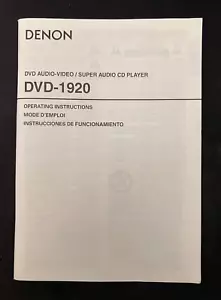 DENON
DVD AUDIO-VIDEO / SUPER AUDIO CD PLAYER
DVD-1920
OPERATING INSTRUCTIONS
MODE D'EMPLOI
INSTRUCCIONES DE FUNCIONAMIENTO